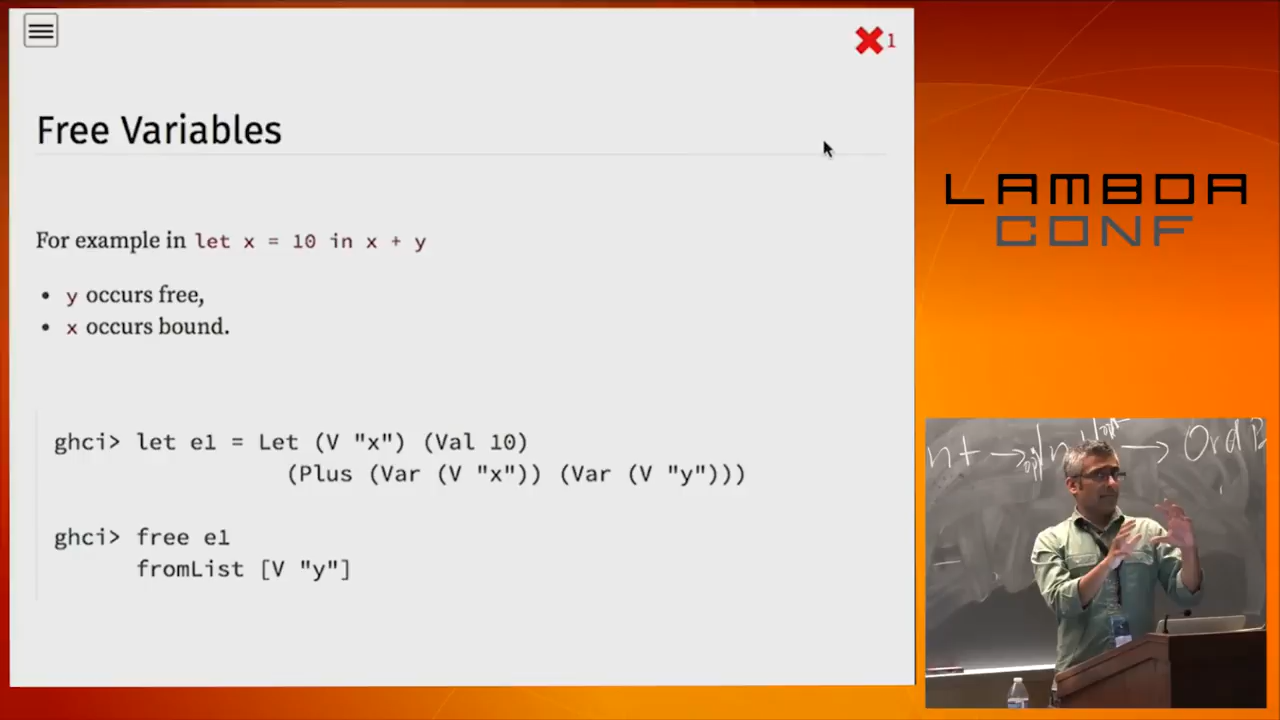 1
Free Variables
For example in let x = 10 in x + y
• y occurs free,
• x occurs bound.
ghci> let e1 = Let (V "x") (Val 10)
(Plus (Var (V "x")) (Var (V "y")))
ghci> free e1
fromList [V "y"]
LAMBDA
CONF
nt → → Ord